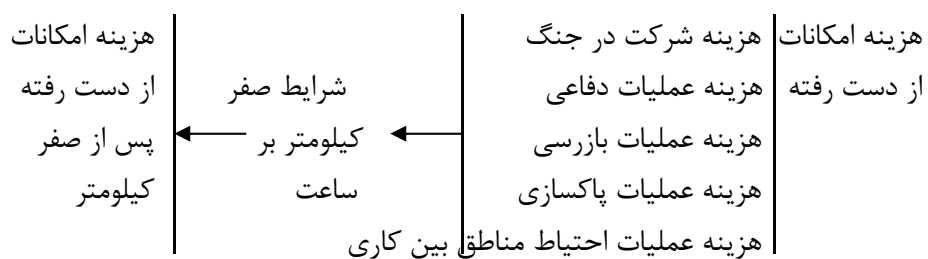 هزینه امکانات
از دست رفته
هزینه شرکت در جنگ
هزینه عملیات دفاعی
هزینه عملیات بازرسی
هزینه عملیات پاکسازی
هزینه عملیات احتیاط مناطق بین کاری
شرایط صفر
کیلومتر بر
ساعت
هزینه امکانات
از دست رفته
پس از صفر
کیلومتر